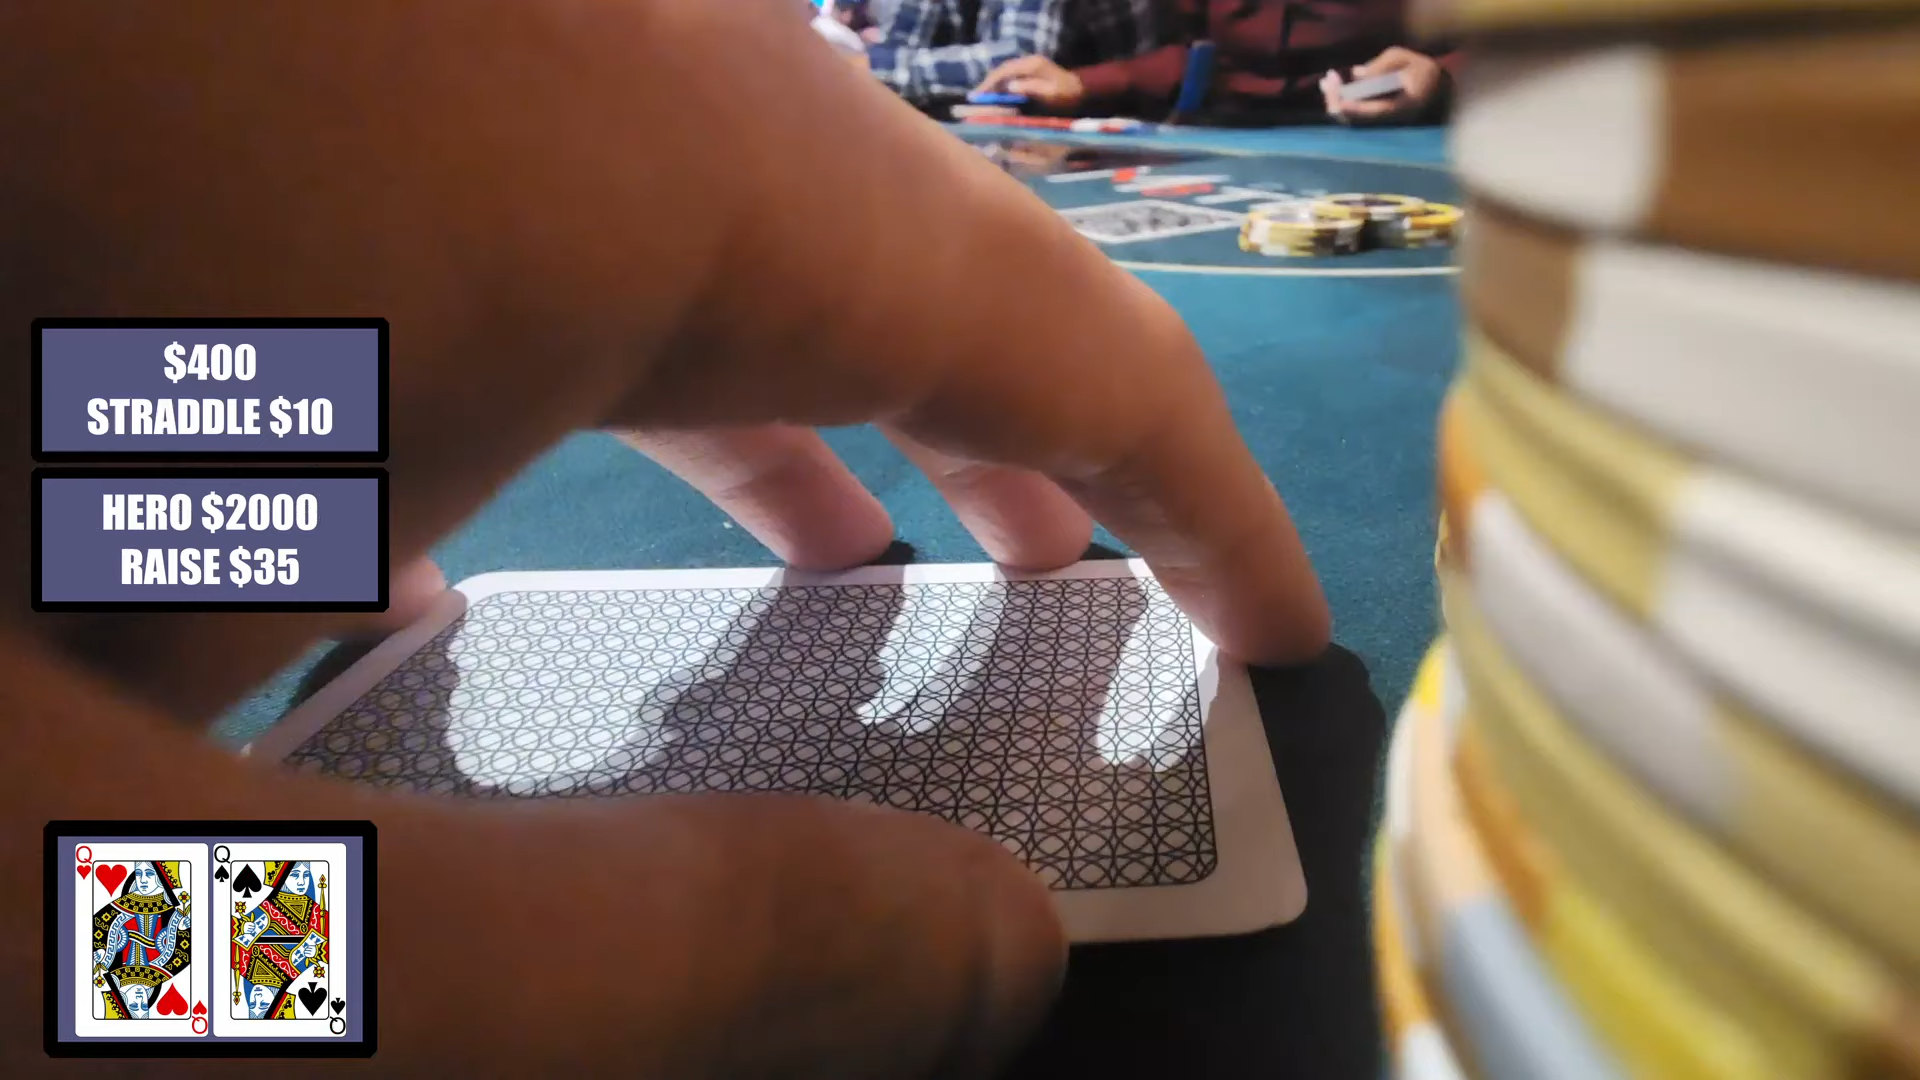 $400
STRADDLE $10
HERO $2000
RAISE $35
Q Q
Q Q